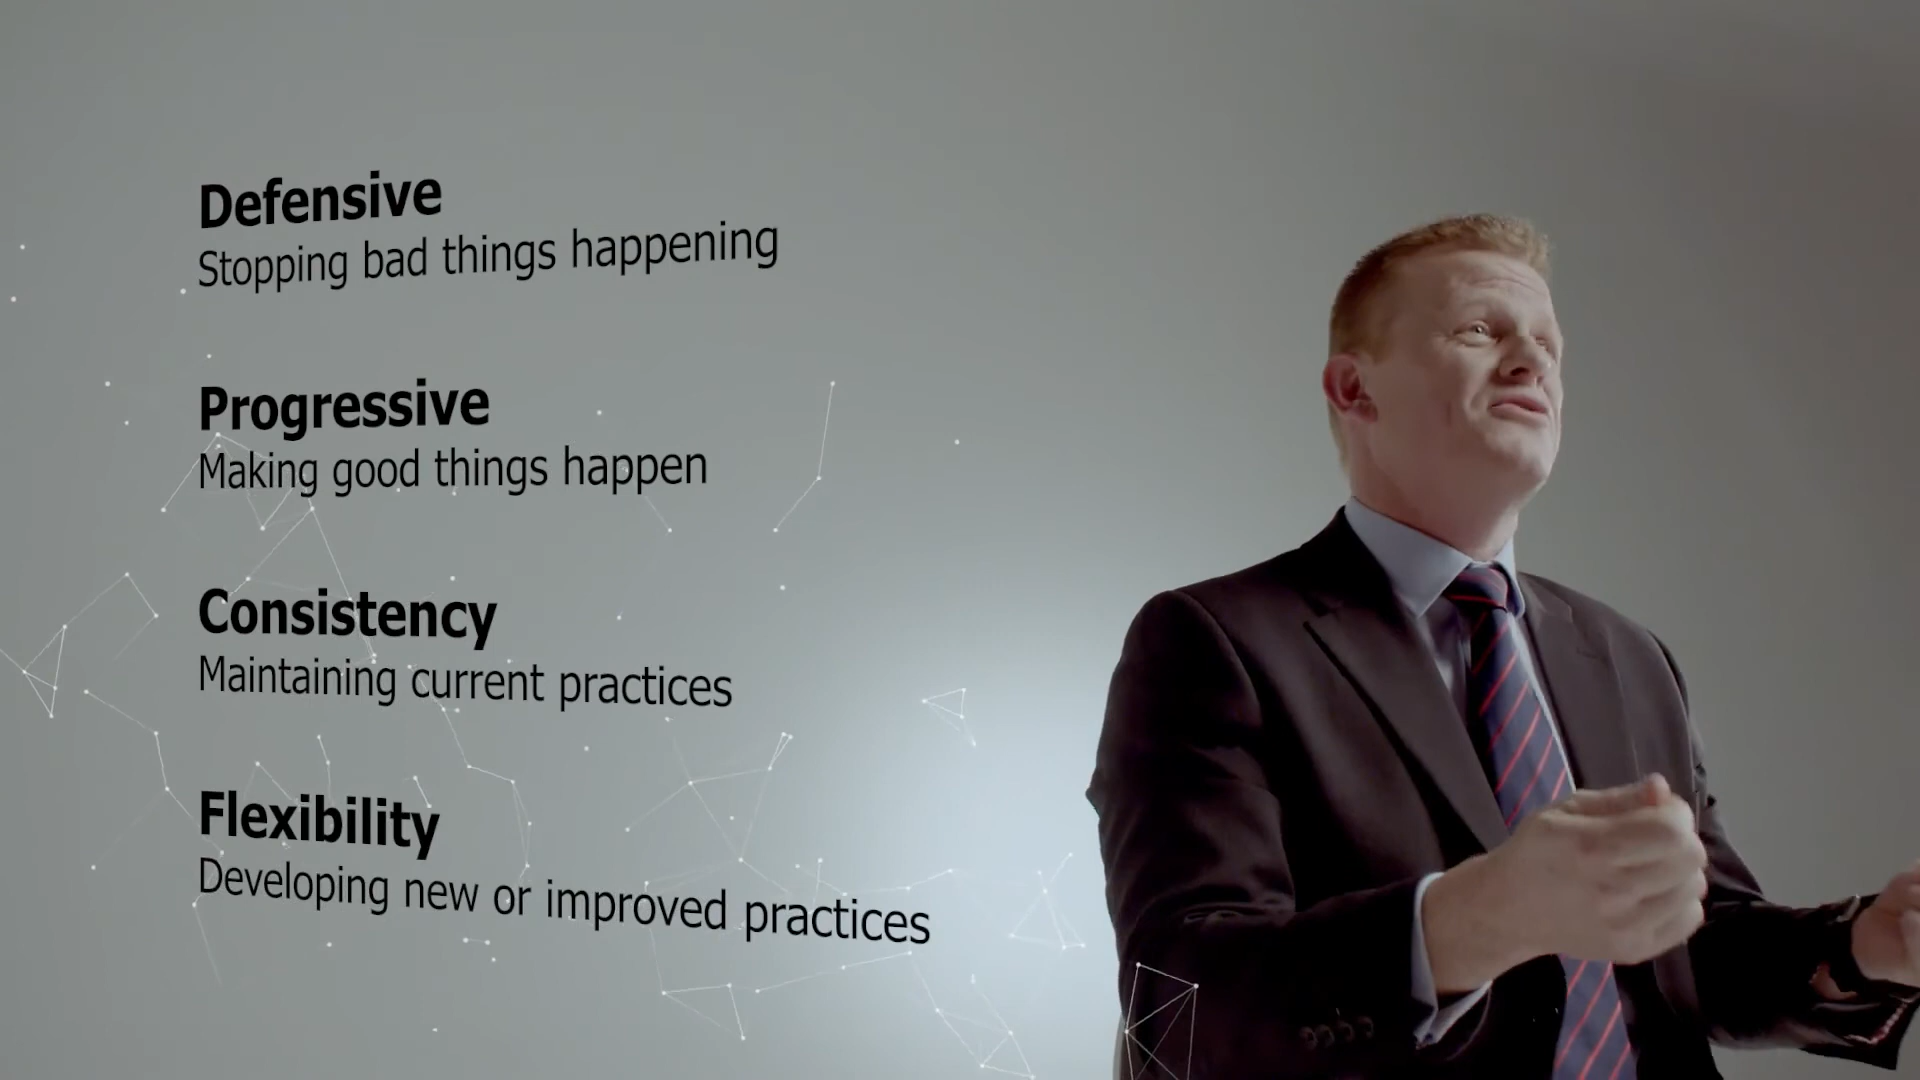 Defensive
Stopping bad things happening
Progressive
Making good things happen
Consistency
Maintaining current practices
Flexibility
Developing new or improved practices